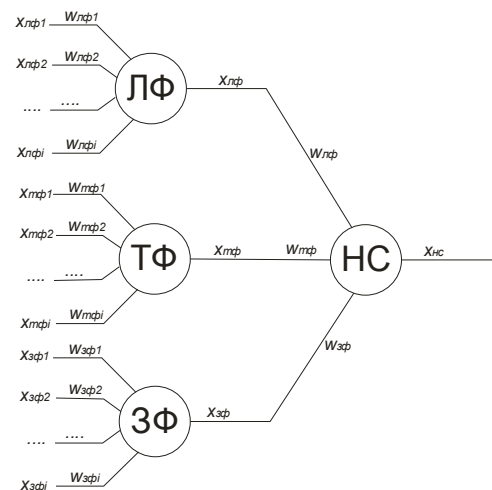 xлф1 wлф1
xлф2 wлф2
.... ....
xлфi wлфi
ЛФ
xлф
wлф
xтф1 wтф1
xтф2 wтф2
.... ....
xтфi wтфi
ТФ
xтф wтф
НС
xнс
xзф1 wзф1
xзф2 wзф2
.... ....
xзфi wзфi
ЗФ
xзф
wзф